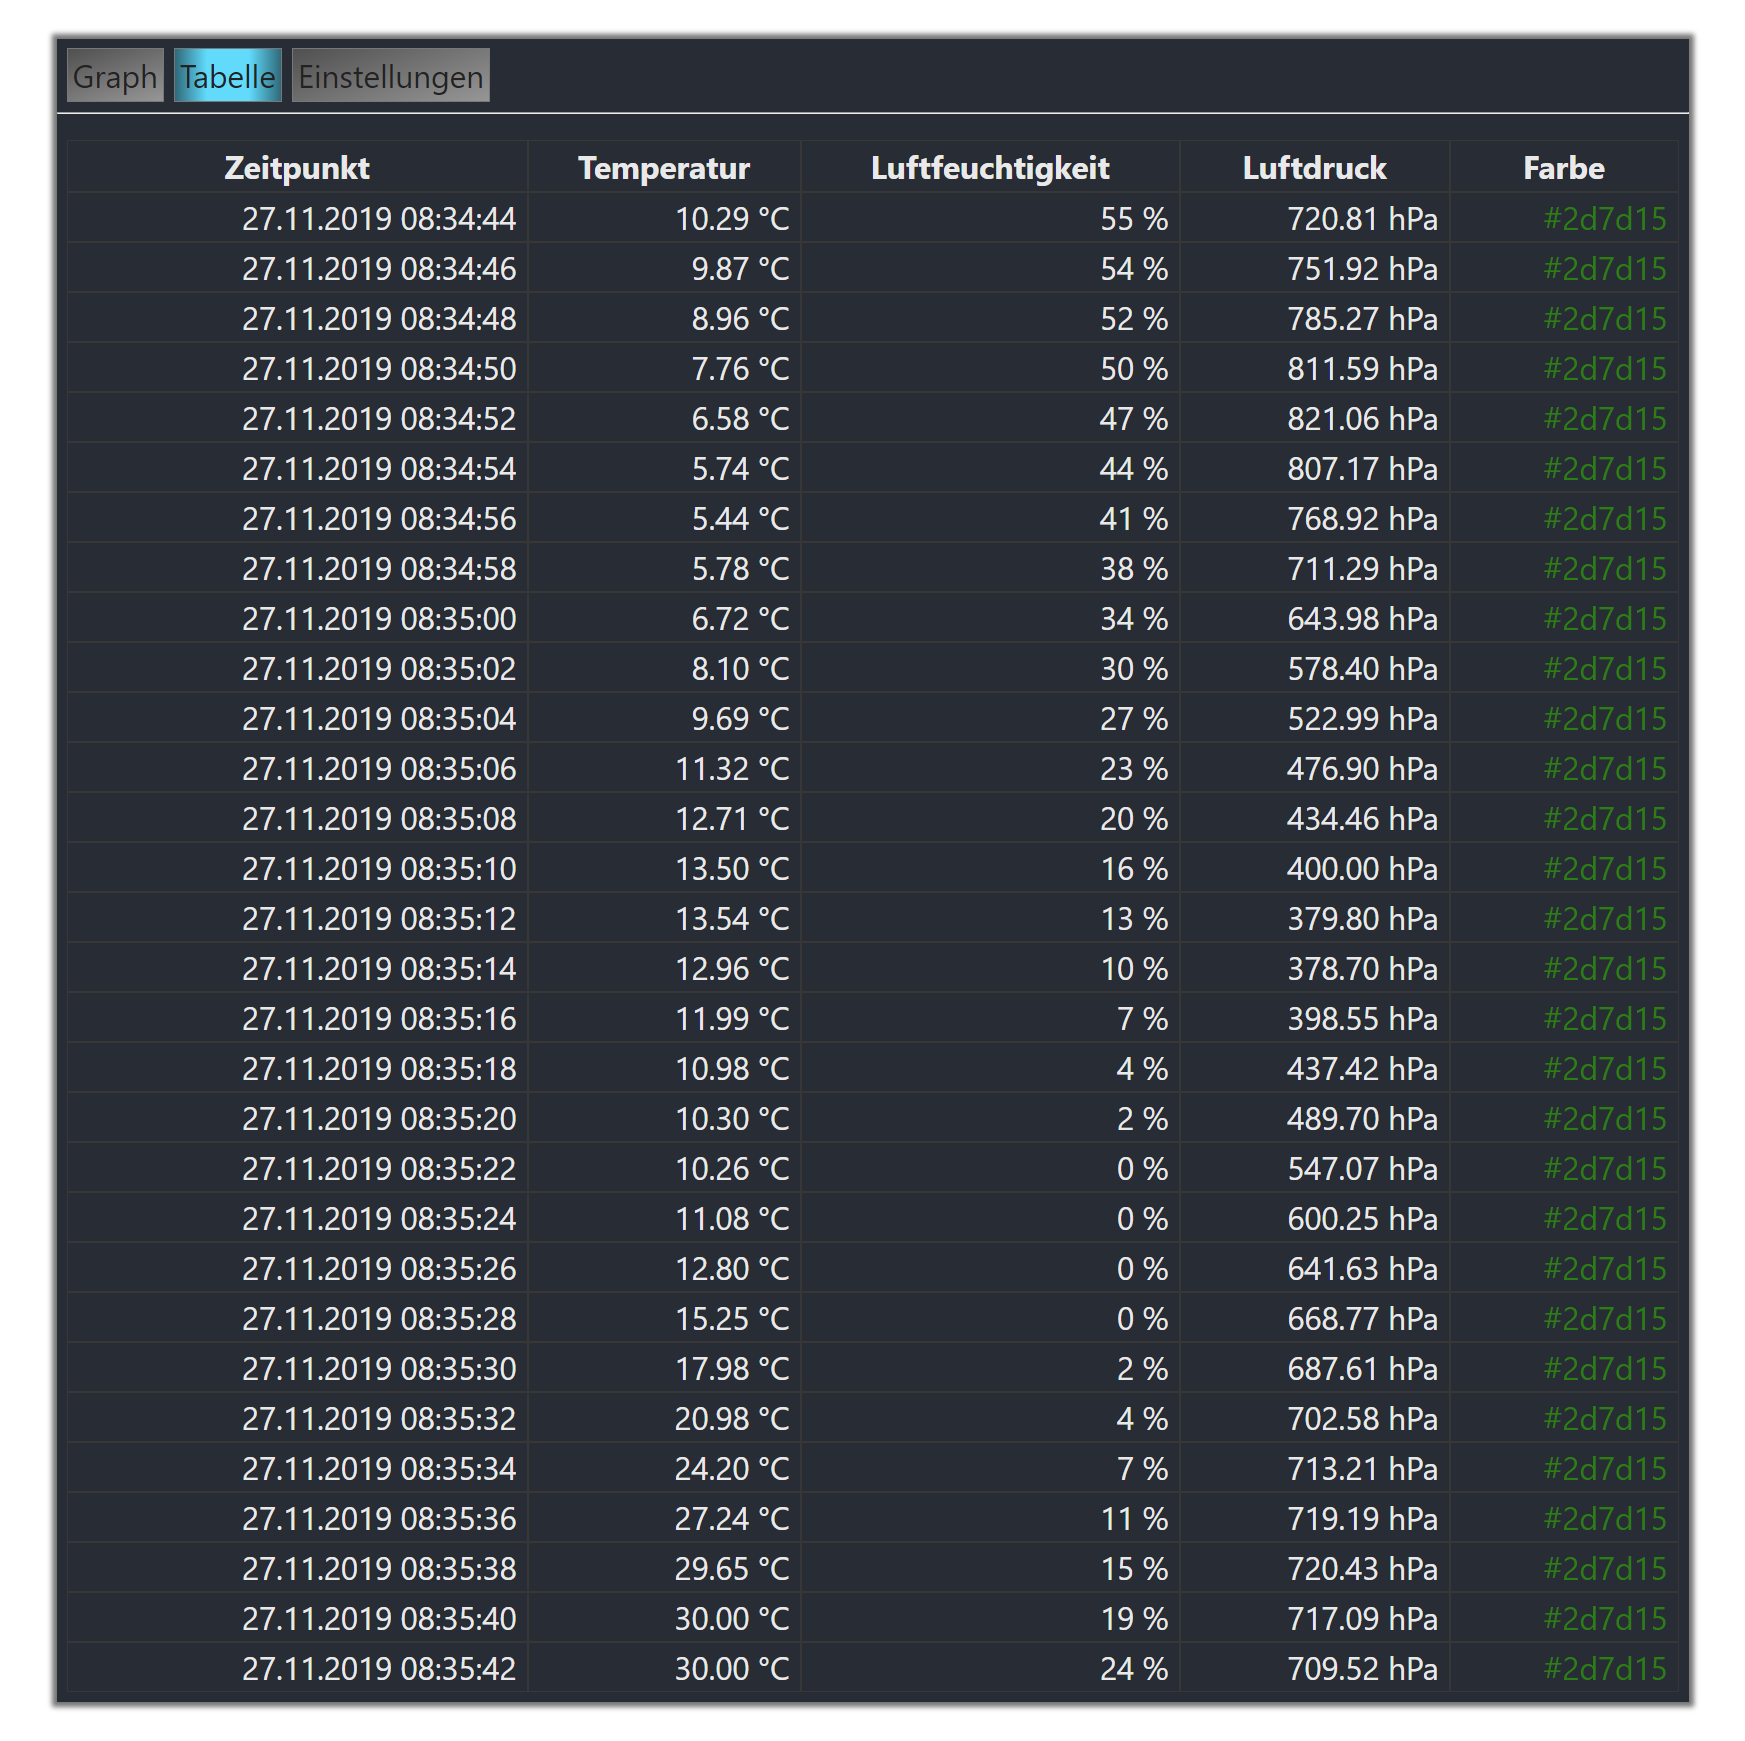 Graph Tabelle Einstellungen
Zeitpunkt Temperatur Luftfeuchtigkeit Luftdruck Farbe
27.11.2019 08:34:44 10.29 °C 55 % 720.81 hPa #2d7d15
27.11.2019 08:34:46 9.87 °C 54 % 751.92 hPa #2d7d15
27.11.2019 08:34:48 8.96 °C 52 % 785.27 hPa #2d7d15
27.11.2019 08:34:50 7.76 °C 50 % 811.59 hPa #2d7d15
27.11.2019 08:34:52 6.58 °C 47 % 821.06 hPa #2d7d15
27.11.2019 08:34:54 5.74 °C 44 % 807.17 hPa #2d7d15
27.11.2019 08:34:56 5.44 °C 41 % 768.92 hPa #2d7d15
27.11.2019 08:34:58 5.78 °C 38 % 711.29 hPa #2d7d15
27.11.2019 08:35:00 6.72 °C 34 % 643.98 hPa #2d7d15
27.11.2019 08:35:02 8.10 °C 30 % 578.40 hPa #2d7d15
27.11.2019 08:35:04 9.69 °C 27 % 522.99 hPa #2d7d15
27.11.2019 08:35:06 11.32 °C 23 % 476.90 hPa #2d7d15
27.11.2019 08:35:08 12.71 °C 20 % 434.46 hPa #2d7d15
27.11.2019 08:35:10 13.50 °C 16 % 400.00 hPa #2d7d15
27.11.2019 08:35:12 13.54 °C 13 % 379.80 hPa #2d7d15
27.11.2019 08:35:14 12.96 °C 10 % 378.70 hPa #2d7d15
27.11.2019 08:35:16 11.99 °C 7 % 398.55 hPa #2d7d15
27.11.2019 08:35:18 10.98 °C 4 % 437.42 hPa #2d7d15
27.11.2019 08:35:20 10.30 °C 2 % 489.70 hPa #2d7d15
27.11.2019 08:35:22 10.26 °C 0 % 547.07 hPa #2d7d15
27.11.2019 08:35:24 11.08 °C 0 % 600.25 hPa #2d7d15
27.11.2019 08:35:26 12.80 °C 0 % 641.63 hPa #2d7d15
27.11.2019 08:35:28 15.25 °C 0 % 668.77 hPa #2d7d15
27.11.2019 08:35:30 17.98 °C 2 % 687.61 hPa #2d7d15
27.11.2019 08:35:32 20.98 °C 4 % 702.58 hPa #2d7d15
27.11.2019 08:35:34 24.20 °C 7 % 713.21 hPa #2d7d15
27.11.2019 08:35:36 27.24 °C 11 % 719.19 hPa #2d7d15
27.11.2019 08:35:38 29.65 °C 15 % 720.43 hPa #2d7d15
27.11.2019 08:35:40 30.00 °C 19 % 717.09 hPa #2d7d15
27.11.2019 08:35:42 30.00 °C 24 % 709.52 hPa #2d7d15